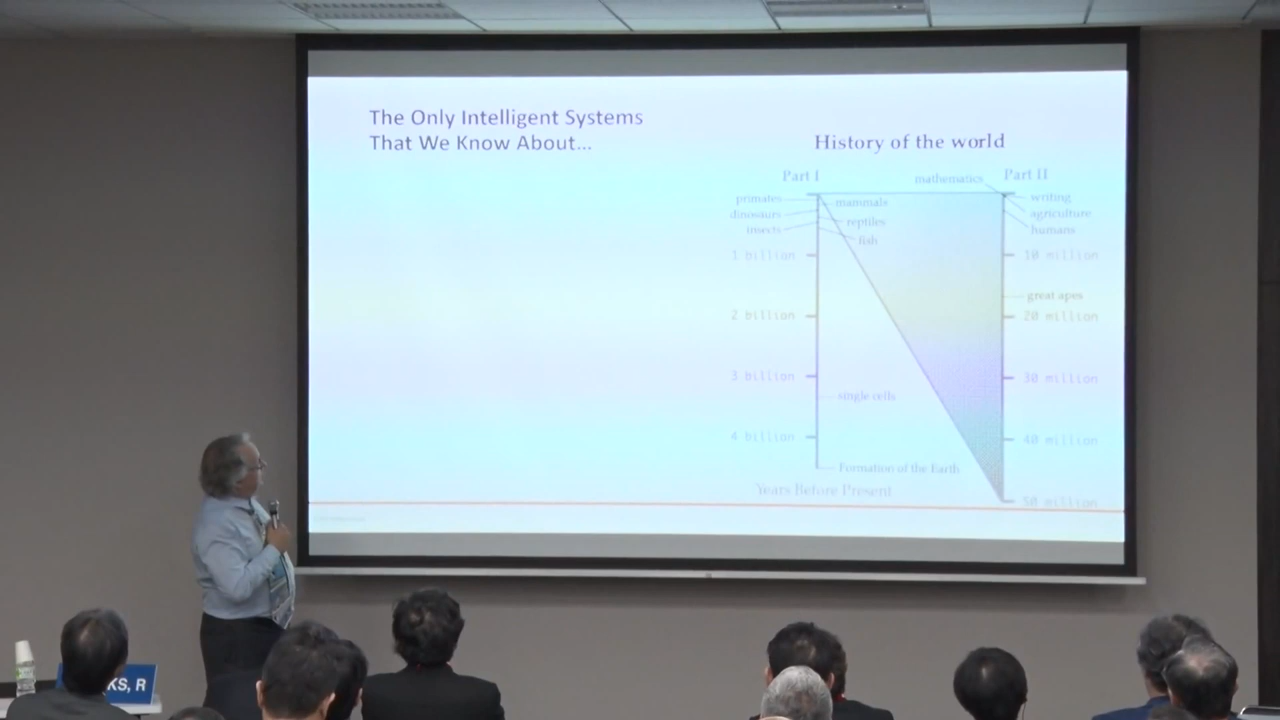 The Only Intelligent Systems
That We Know About...
History of the world
Part I
Part II
mathematics
primates
mammals
writing
dinosaurs
reptiles
agriculture
insects
fish
humans
1 billion
10 million
great apes
2 billion
20 million
3 billion
30 million
single cells
4 billion
40 million
Formation of the Earth
Years Before Present
50 million
KS, R